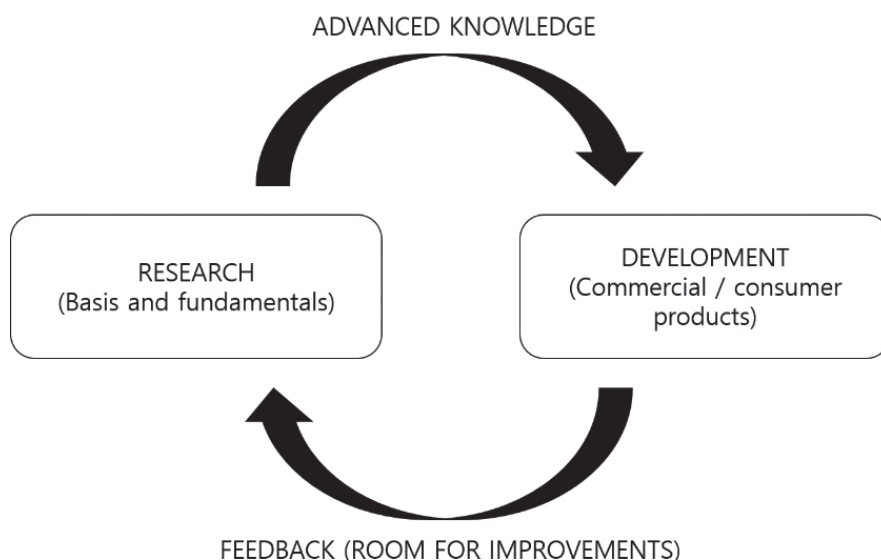 ADVANCED KNOWLEDGE
RESEARCH
(Basis and fundamentals)
DEVELOPMENT
(Commercial / consumer
products)
FEEDBACK (ROOM FOR IMPROVEMENTS)